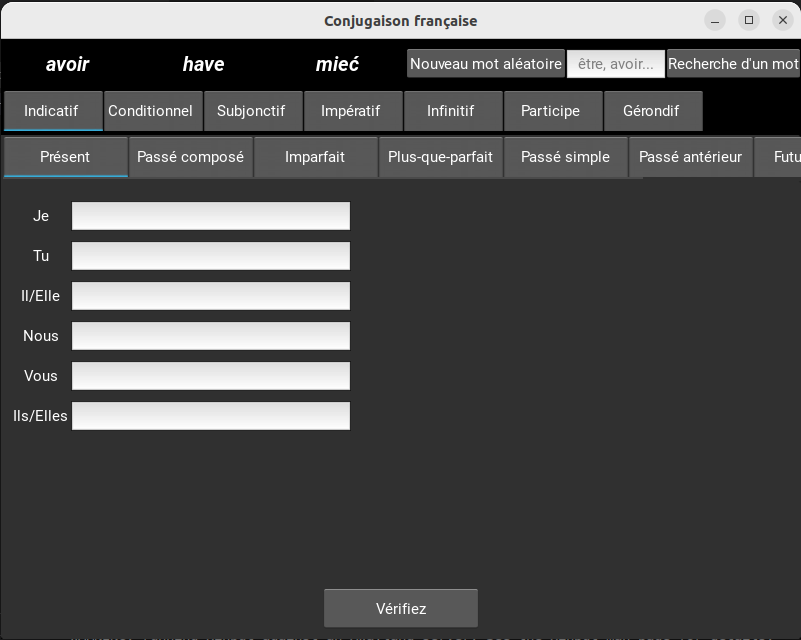 Conjugaison française
avoir have mieć Nouveau mot aléatoire être, avoir... Recherche d'un mot
Indicatif Conditionnel Subjonctif Impératif Infinitif Participe Gérondif
Présent Passé composé Imparfait Plus-que-parfait Passé simple Passé antérieur Futu
Je
Tu
Il/Elle
Nous
Vous
Ils/Elles
Vérifiez